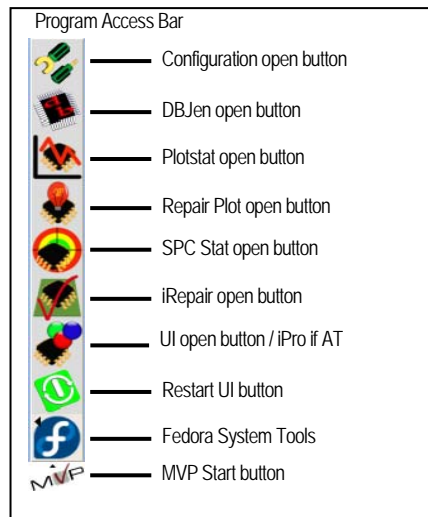 Program Access Bar
Configuration open button
DBJen open button
Plotstat open button
Repair Plot open button
SPC Stat open button
iRepair open button
UI open button / iPro if AT
Restart UI button
Fedora System Tools
MVP
MVP Start button